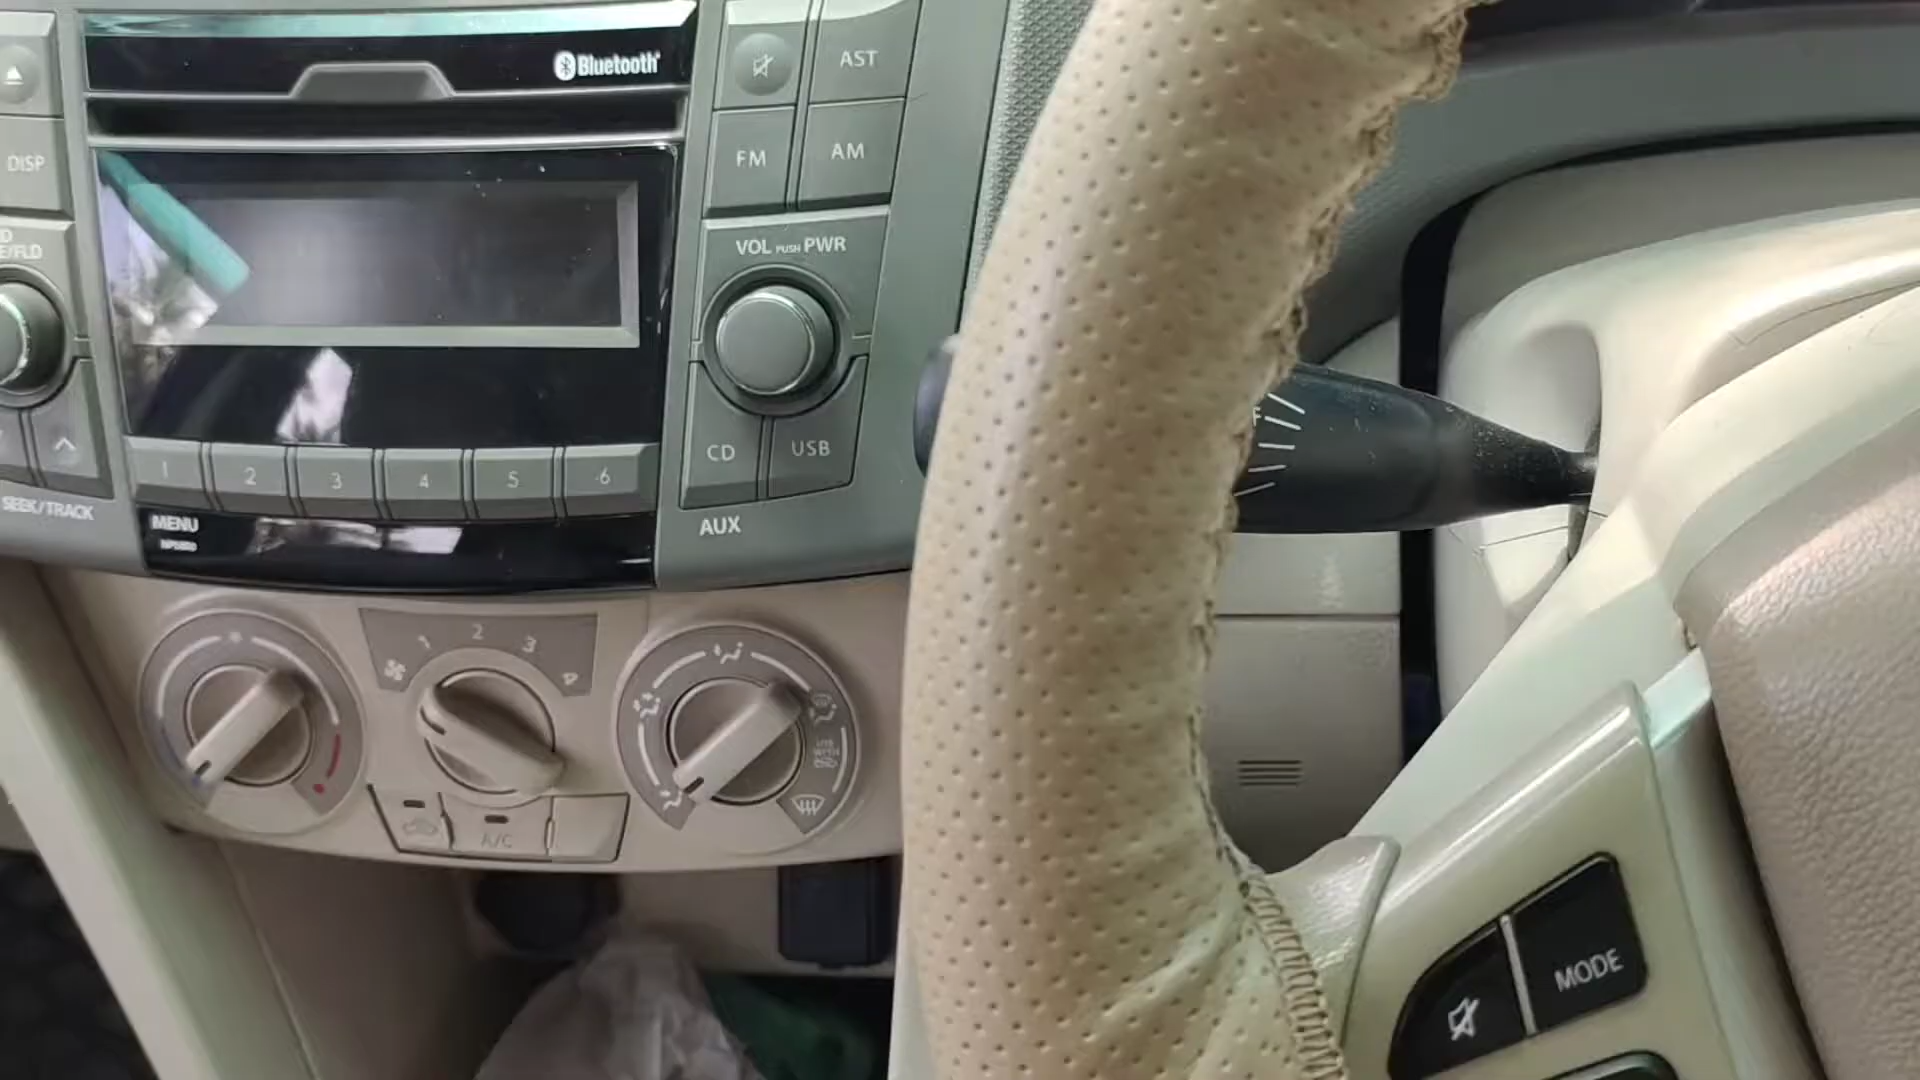 Bluetooth
AST
DISP
FM
AM
E/FLD
VOL PUSH PWR
1
2
3
4
5
6
CD
USB
SEEK/TRACK
MENU
AUX
1
2
3
4
A/C
MODE